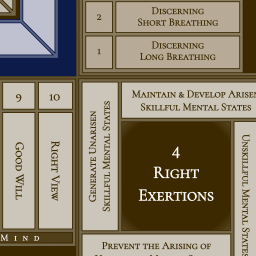 2
Discerning
Short Breathing
1
Discerning
Long Breathing
9
10
Good Will
Right View
Mind
Generate Unarisen
Skillful Mental States
Maintain & Develop Arisen
Skillful Mental States
4
Right
Exertions
Unskillful Mental States
Prevent the Arising of